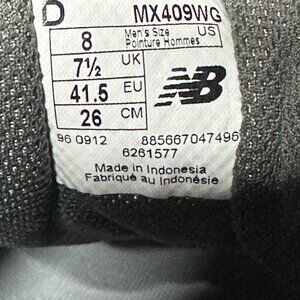 D MX409WG
8 Men's Size US
Pointure Hommes
7½ UK
41.5 EU
26 CM
NB
96 0912 885667047496
6261577
Made in Indonesia
Fabriqué au Indonésie